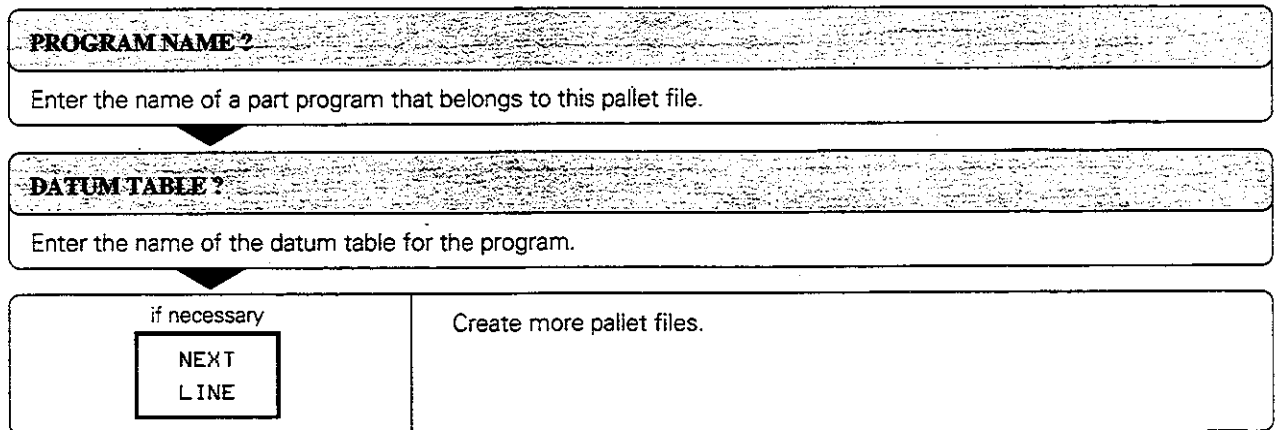 PROGRAM NAME ?
Enter the name of a part program that belongs to this pallet file.
DATUM TABLE ?
Enter the name of the datum table for the program.
if necessary
NEXT
LINE
Create more pallet files.